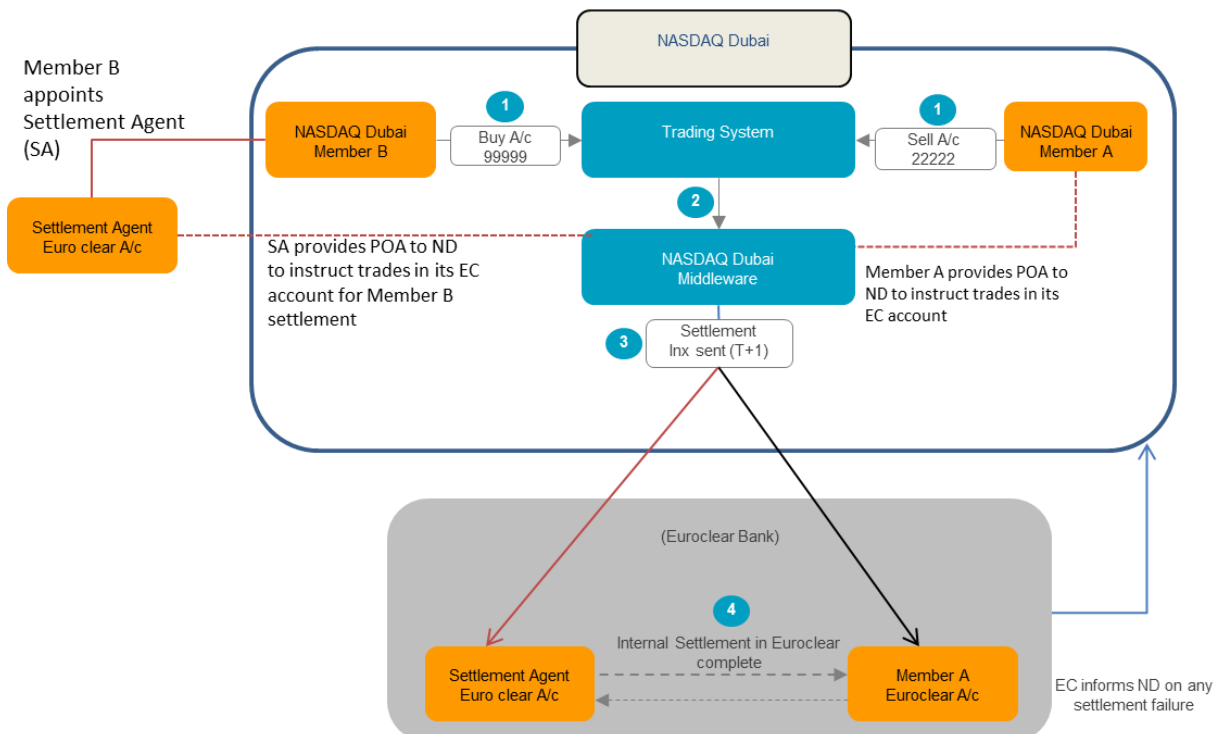 NASDAQ Dubai
Member B
appoints
Settlement Agent
(SA)
1
1
NASDAQ Dubai
Member B
Buy A/c
99999
Trading System
Sell A/c
22222
NASDAQ Dubai
Member A
2
Settlement Agent
Euro clear A/c
SA provides POA to ND
to instruct trades in its EC
account for Member B
settlement
NASDAQ Dubai
Middleware
Member A provides POA to
ND to instruct trades in its
EC account
3
Settlement
Inx sent (T+1)
(Euroclear Bank)
4
Internal Settlement in Euroclear
complete
Settlement Agent
Euro clear A/c
Member A
Euroclear A/c
EC informs ND on any
settlement failure